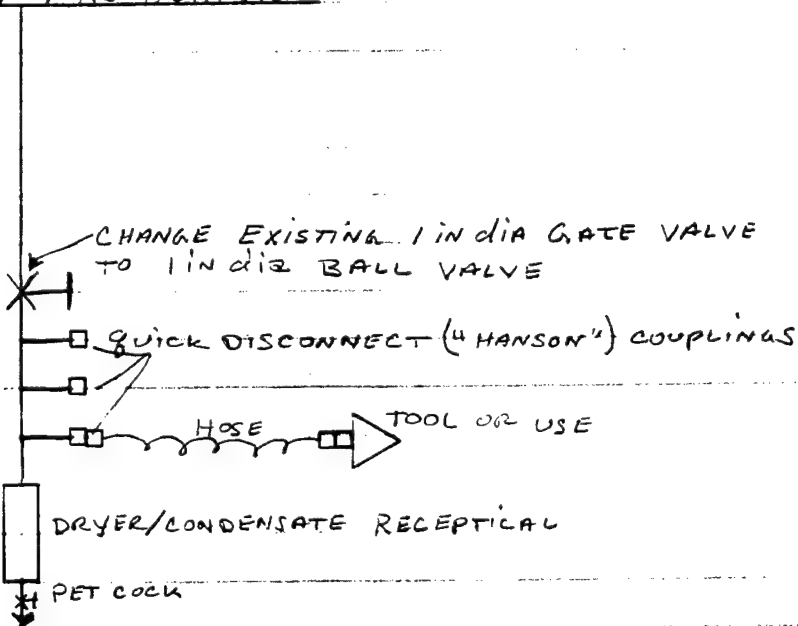 CHANGE EXISTING 1 IN DIA GATE VALVE
TO 1 IN DIA BALL VALVE
QUICK DISCONNECT ("HANSON") COUPLINGS
HOSE
TOOL OR USE
DRYER/CONDENSATE RECEPTICAL
PET COCK